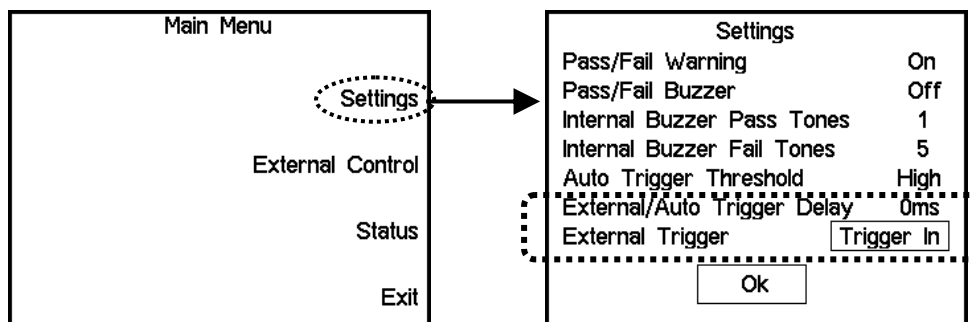 Main Menu
Settings
External Control
Status
Exit
Settings
Pass/Fail Warning On
Pass/Fail Buzzer Off
Internal Buzzer Pass Tones 1
Internal Buzzer Fail Tones 5
Auto Trigger Threshold High
External/Auto Trigger Delay 0ms
External Trigger Trigger In
Ok